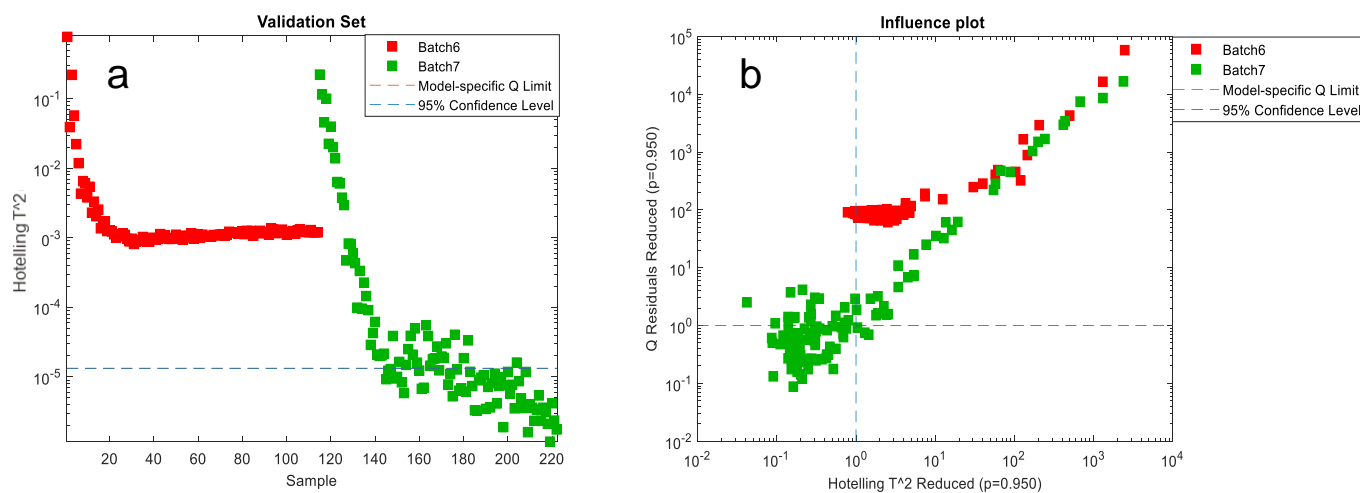 Validation Set
a
Batch6
Batch7
Model-specific Q Limit
95% Confidence Level
Hotelling T^2
10^-1
10^-2
10^-3
10^-4
10^-5
20 40 60 80 100 120 140 160 180 200 220
Sample
Influence plot
b
Batch6
Batch7
Model-specific Q Limit
95% Confidence Level
Q Residuals Reduced (p=0.950)
10^5
10^4
10^3
10^2
10^1
10^0
10^-1
10^-2
10^-2 10^-1 10^0 10^1 10^2 10^3 10^4
Hotelling T^2 Reduced (p=0.950)